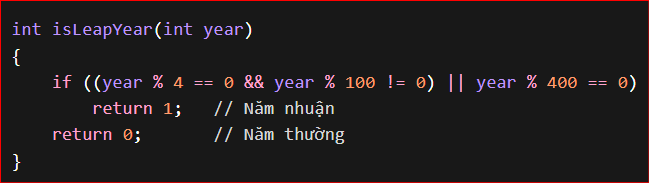 int isLeapYear(int year)
{
    if ((year % 4 == 0 && year % 100 != 0) || year % 400 == 0)
        return 1;   // Năm nhuận
    return 0;       // Năm thường
}